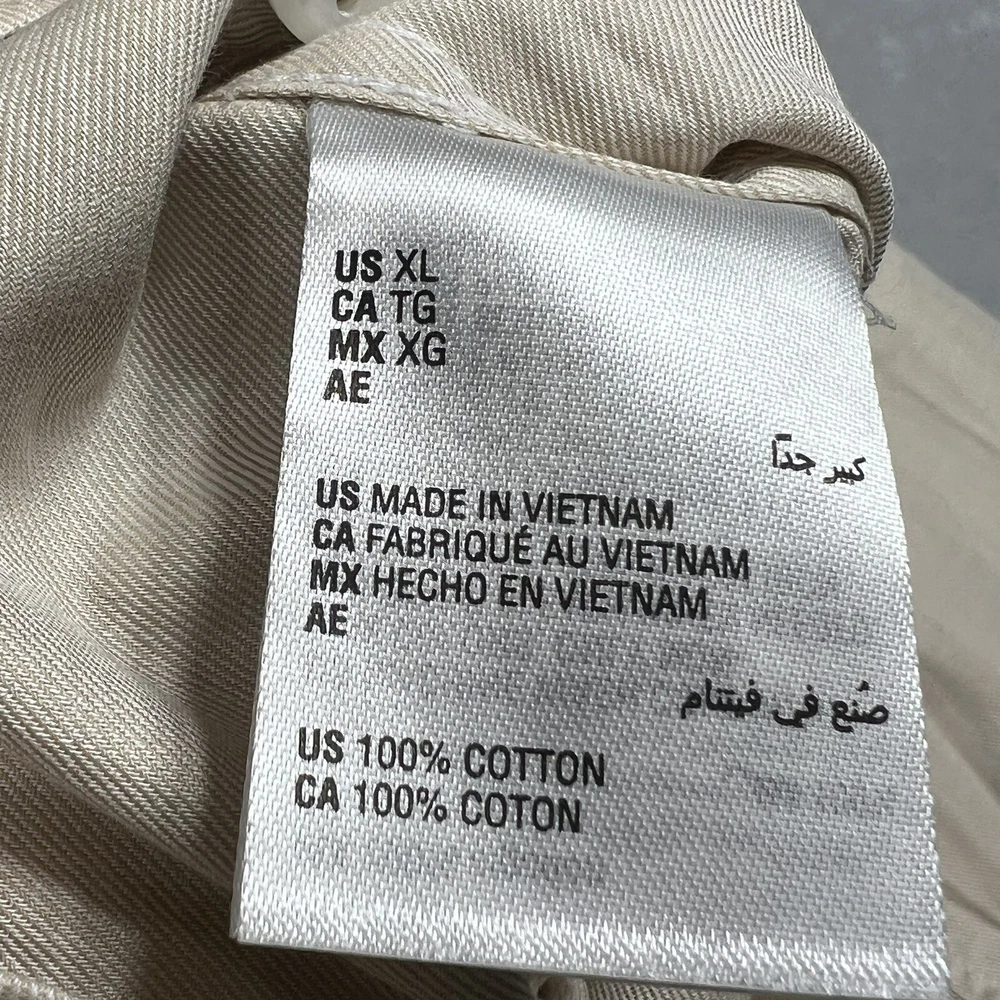 US XL
CA TG
MX XG
AE
كبير جدًا
US MADE IN VIETNAM
CA FABRIQUÉ AU VIETNAM
MX HECHO EN VIETNAM
AE
صُنع في فيتنام
US 100% COTTON
CA 100% COTON